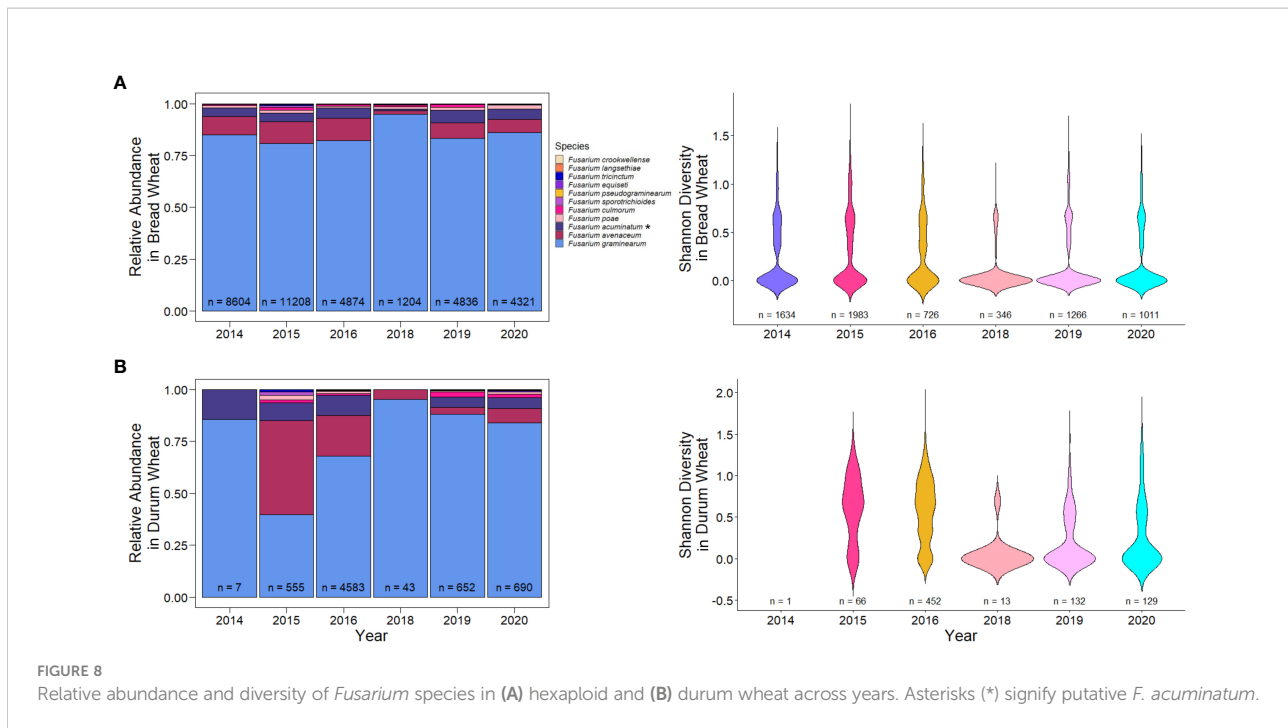 A
Relative Abundance
in Bread Wheat
1.00
0.75
0.50
0.25
0.00
n = 8604 n = 11208 n = 4874 n = 1204 n = 4836 n = 4321
2014 2015 2016 2018 2019 2020
Species
Fusarium crookwellense
Fusarium langsethiae
Fusarium tricinctum
Fusarium equiseti
Fusarium pseudograminearum
Fusarium sporotrichioides
Fusarium culmorum
Fusarium poae
Fusarium acuminatum *
Fusarium avenaceum
Fusarium graminearum
Shannon Diversity
in Bread Wheat
1.5
1.0
0.5
0.0
n = 1634 n = 1983 n = 726 n = 346 n = 1266 n = 1011
2014 2015 2016 2018 2019 2020
B
Relative Abundance
in Durum Wheat
1.00
0.75
0.50
0.25
0.00
n = 7 n = 555 n = 4583 n = 43 n = 652 n = 690
2014 2015 2016 2018 2019 2020
Year
Shannon Diversity
in Durum Wheat
2.0
1.5
1.0
0.5
0.0
-0.5
n = 1 n = 66 n = 452 n = 13 n = 132 n = 129
2014 2015 2016 2018 2019 2020
Year
FIGURE 8
Relative abundance and diversity of Fusarium species in (A) hexaploid and (B) durum wheat across years. Asterisks (*) signify putative F. acuminatum.